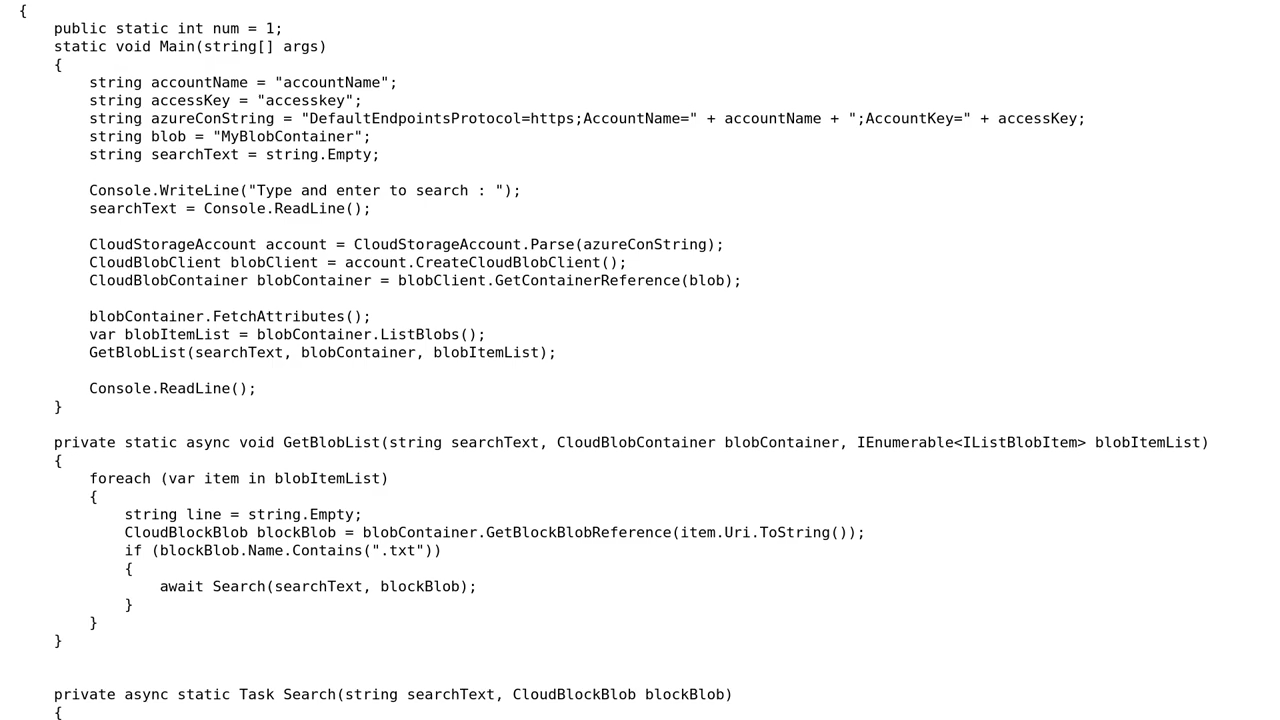 {
    public static int num = 1;
    static void Main(string[] args)
    {
        string accountName = "accountName";
        string accessKey = "accesskey";
        string azureConString = "DefaultEndpointsProtocol=https;AccountName=" + accountName + ";AccountKey=" + accessKey;
        string blob = "MyBlobContainer";
        string searchText = string.Empty;

        Console.WriteLine("Type and enter to search : ");
        searchText = Console.ReadLine();

        CloudStorageAccount account = CloudStorageAccount.Parse(azureConString);
        CloudBlobClient blobClient = account.CreateCloudBlobClient();
        CloudBlobContainer blobContainer = blobClient.GetContainerReference(blob);

        blobContainer.FetchAttributes();
        var blobItemList = blobContainer.ListBlobs();
        GetBlobList(searchText, blobContainer, blobItemList);

        Console.ReadLine();
    }

    private static async void GetBlobList(string searchText, CloudBlobContainer blobContainer, IEnumerable<IListBlobItem> blobItemList)
    {
        foreach (var item in blobItemList)
        {
            string line = string.Empty;
            CloudBlockBlob blockBlob = blobContainer.GetBlockBlobReference(item.Uri.ToString());
            if (blockBlob.Name.Contains(".txt"))
            {
                await Search(searchText, blockBlob);
            }
        }
    }


    private async static Task Search(string searchText, CloudBlockBlob blockBlob)
    {